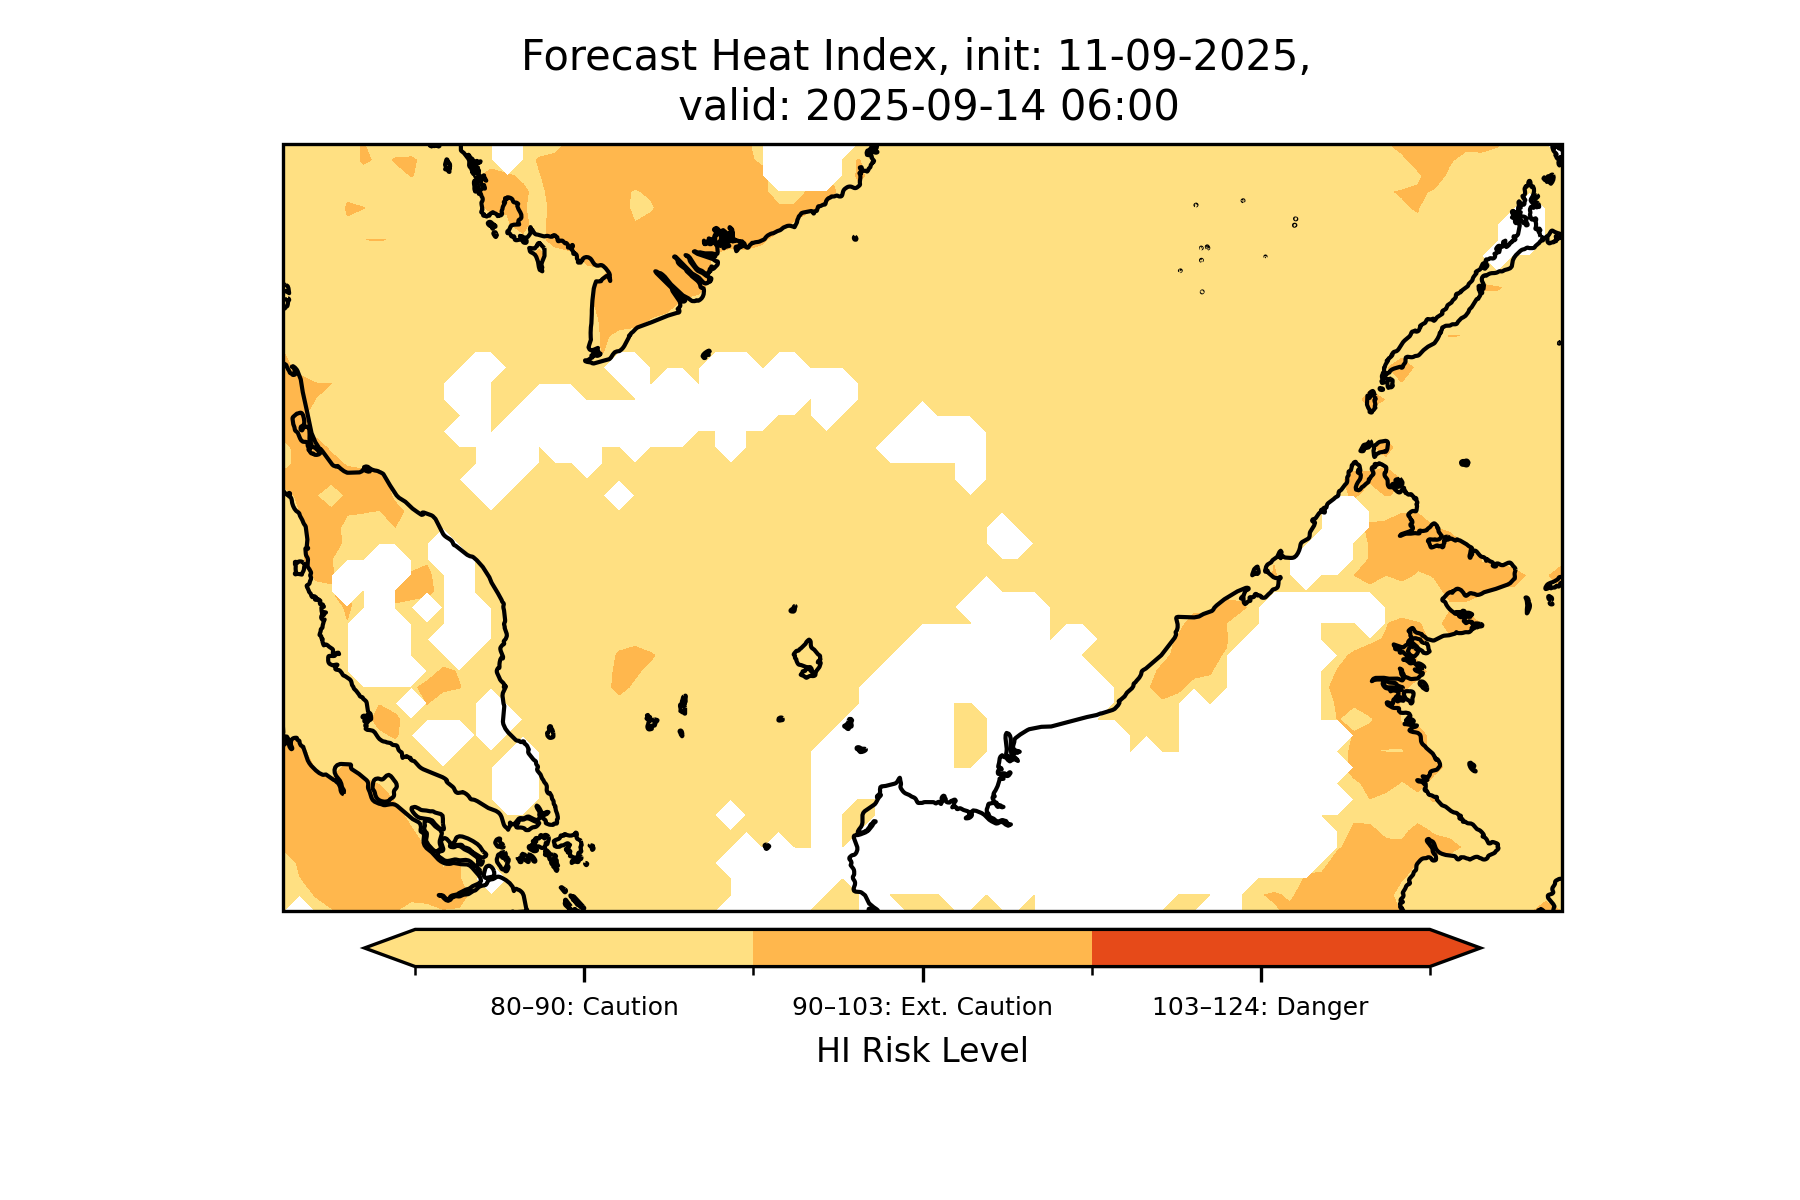 Forecast Heat Index, init: 11-09-2025,
valid: 2025-09-14 06:00
80–90: Caution
90–103: Ext. Caution
103–124: Danger
HI Risk Level